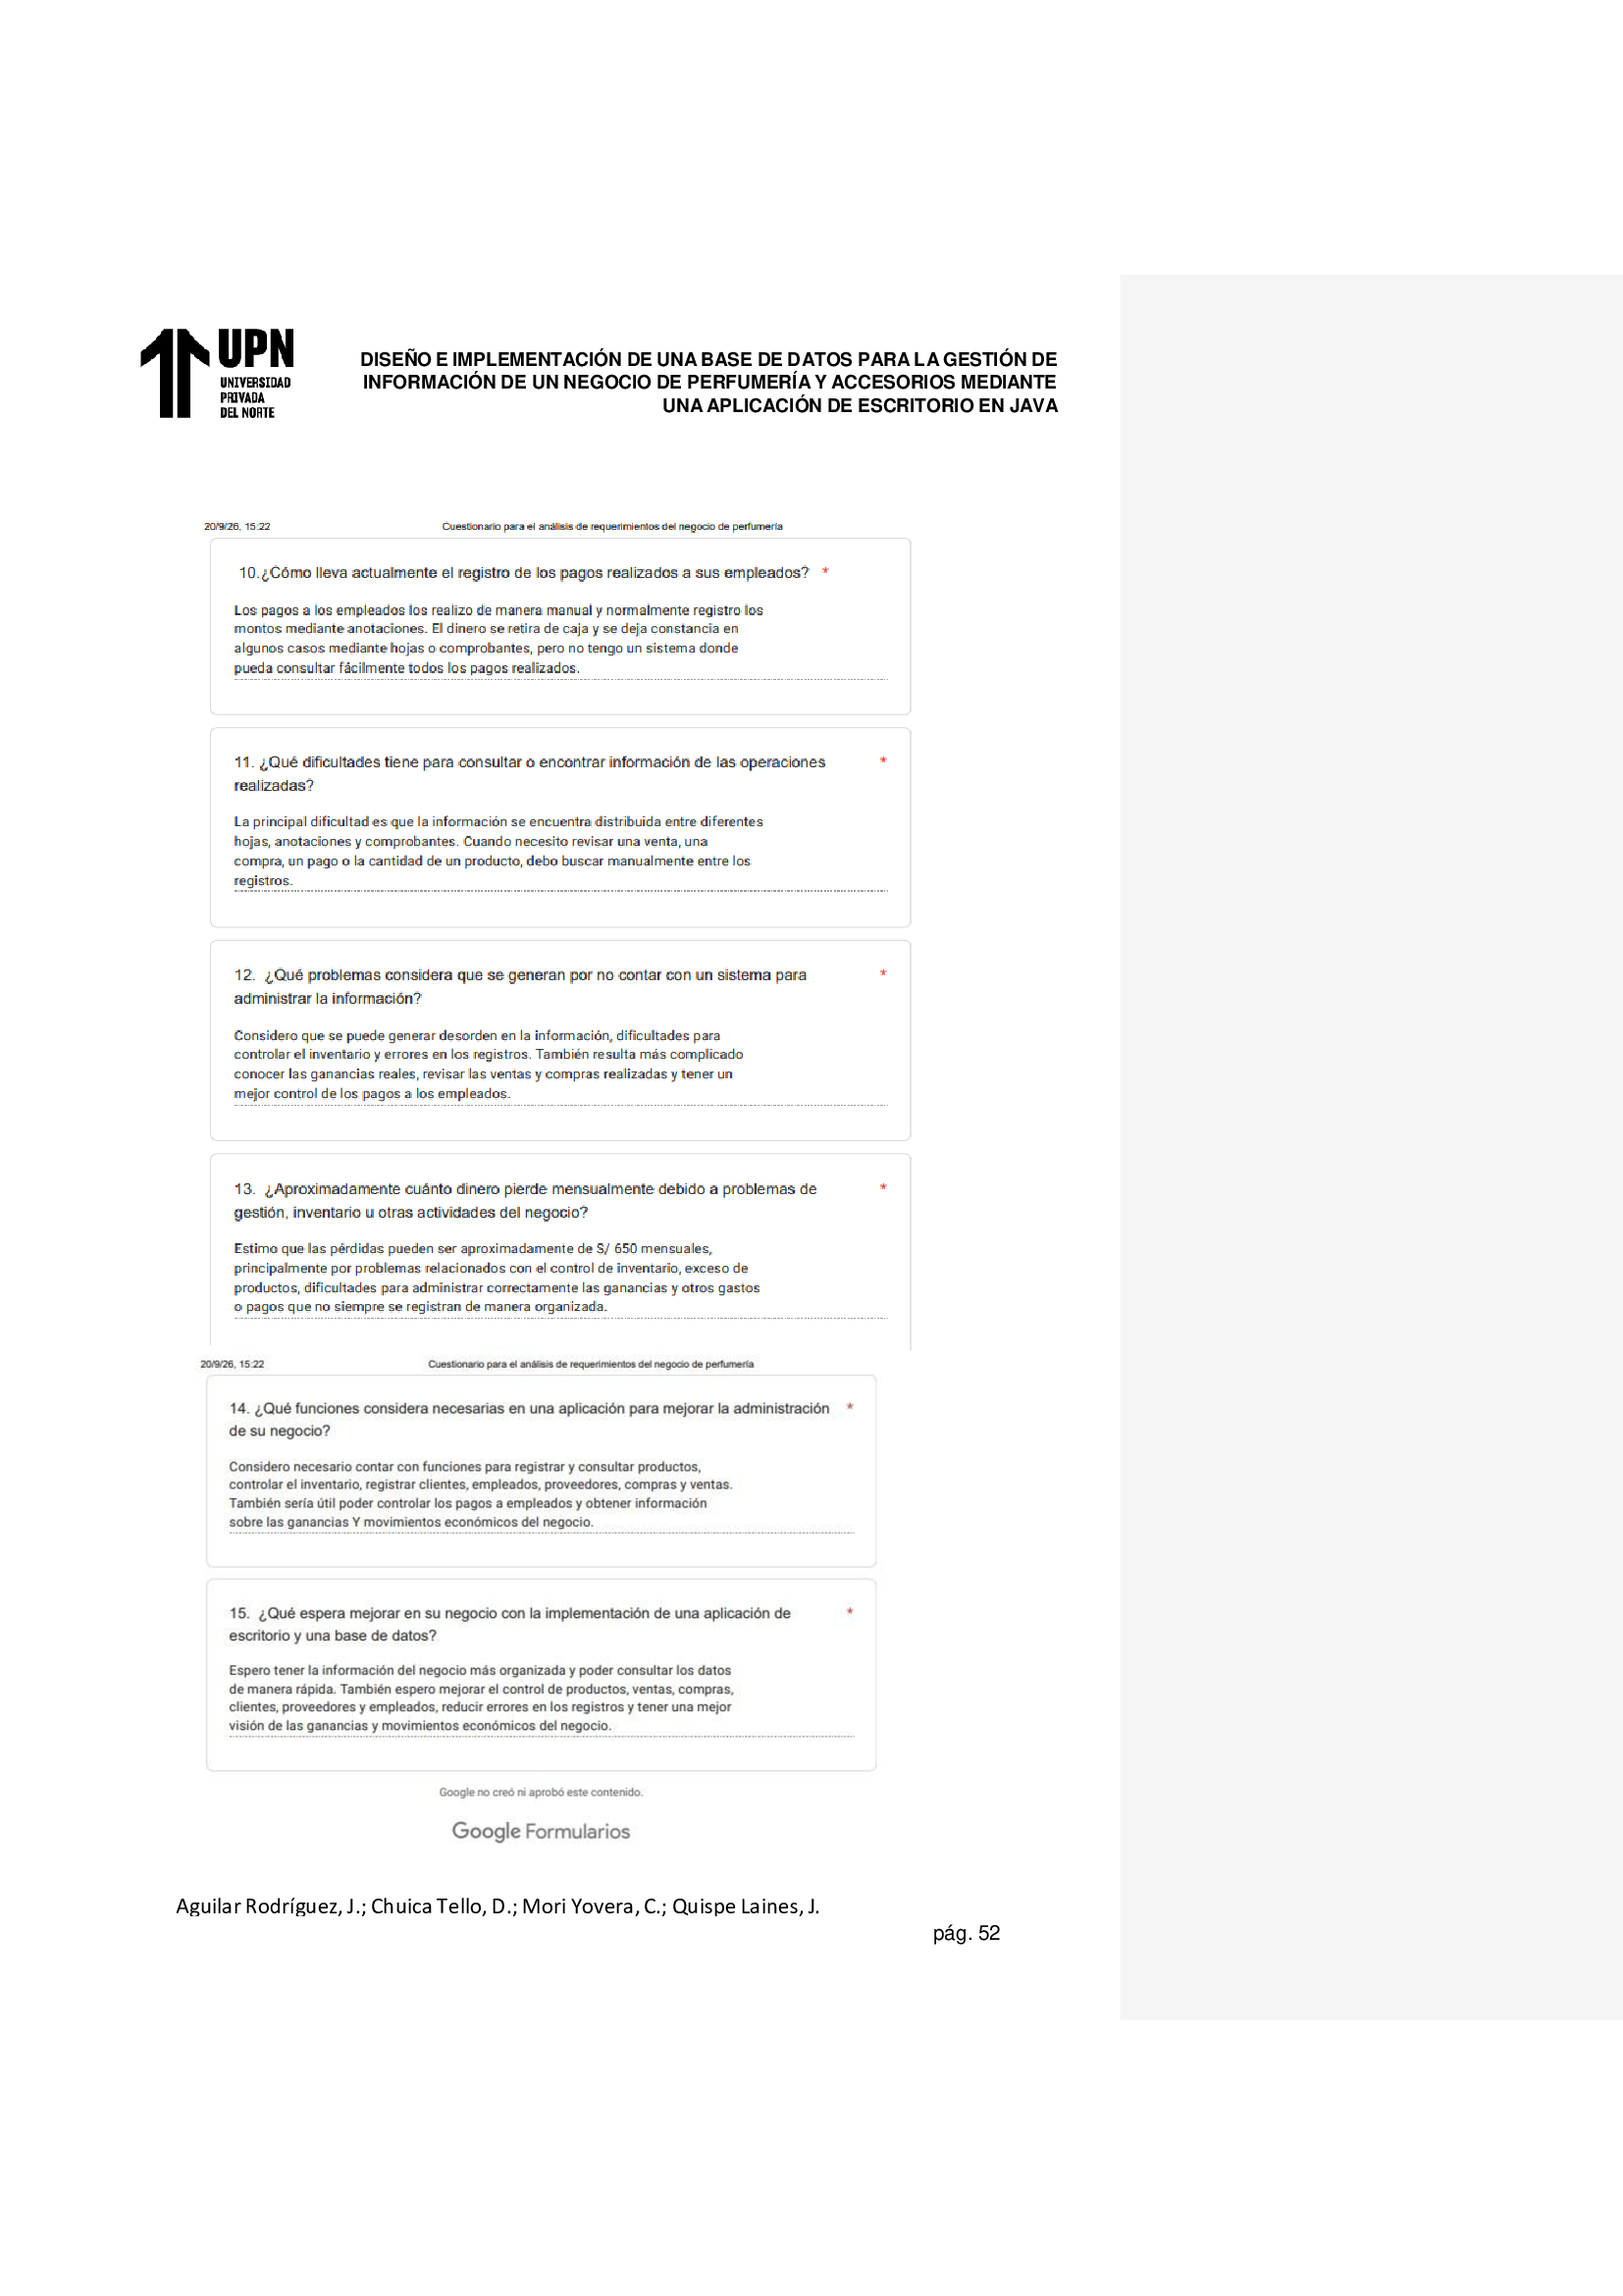 UPN
UNIVERSIDAD
PRIVADA
DEL NORTE
DISEÑO E IMPLEMENTACIÓN DE UNA BASE DE DATOS PARA LA GESTIÓN DE
INFORMACIÓN DE UN NEGOCIO DE PERFUMERÍA Y ACCESORIOS MEDIANTE
UNA APLICACIÓN DE ESCRITORIO EN JAVA
20/9/26, 15:22 Cuestionario para el análisis de requerimientos del negocio de perfumería
10.¿Cómo lleva actualmente el registro de los pagos realizados a sus empleados? *
Los pagos a los empleados los realizo de manera manual y normalmente registro los
montos mediante anotaciones. El dinero se retira de caja y se deja constancia en
algunos casos mediante hojas o comprobantes, pero no tengo un sistema donde
pueda consultar fácilmente todos los pagos realizados.
11. ¿Qué dificultades tiene para consultar o encontrar información de las operaciones *
realizadas?
La principal dificultad es que la información se encuentra distribuida entre diferentes
hojas, anotaciones y comprobantes. Cuando necesito revisar una venta, una
compra, un pago o la cantidad de un producto, debo buscar manualmente entre los
registros.
12. ¿Qué problemas considera que se generan por no contar con un sistema para *
administrar la información?
Considero que se puede generar desorden en la información, dificultades para
controlar el inventario y errores en los registros. También resulta más complicado
conocer las ganancias reales, revisar las ventas y compras realizadas y tener un
mejor control de los pagos a los empleados.
13. ¿Aproximadamente cuánto dinero pierde mensualmente debido a problemas de *
gestión, inventario u otras actividades del negocio?
Estimo que las pérdidas pueden ser aproximadamente de S/ 650 mensuales,
principalmente por problemas relacionados con el control de inventario, exceso de
productos, dificultades para administrar correctamente las ganancias y otros gastos
o pagos que no siempre se registran de manera organizada.
20/9/26, 15:22 Cuestionario para el análisis de requerimientos del negocio de perfumería
14. ¿Qué funciones considera necesarias en una aplicación para mejorar la administración *
de su negocio?
Considero necesario contar con funciones para registrar y consultar productos,
controlar el inventario, registrar clientes, empleados, proveedores, compras y ventas.
También sería útil poder controlar los pagos a empleados y obtener información
sobre las ganancias Y movimientos económicos del negocio.
15. ¿Qué espera mejorar en su negocio con la implementación de una aplicación de *
escritorio y una base de datos?
Espero tener la información del negocio más organizada y poder consultar los datos
de manera rápida. También espero mejorar el control de productos, ventas, compras,
clientes, proveedores y empleados, reducir errores en los registros y tener una mejor
visión de las ganancias y movimientos económicos del negocio.
Google no creó ni aprobó este contenido.
Google Formularios
Aguilar Rodríguez, J.; Chuica Tello, D.; Mori Yovera, C.; Quispe Laines, J.
pág. 52